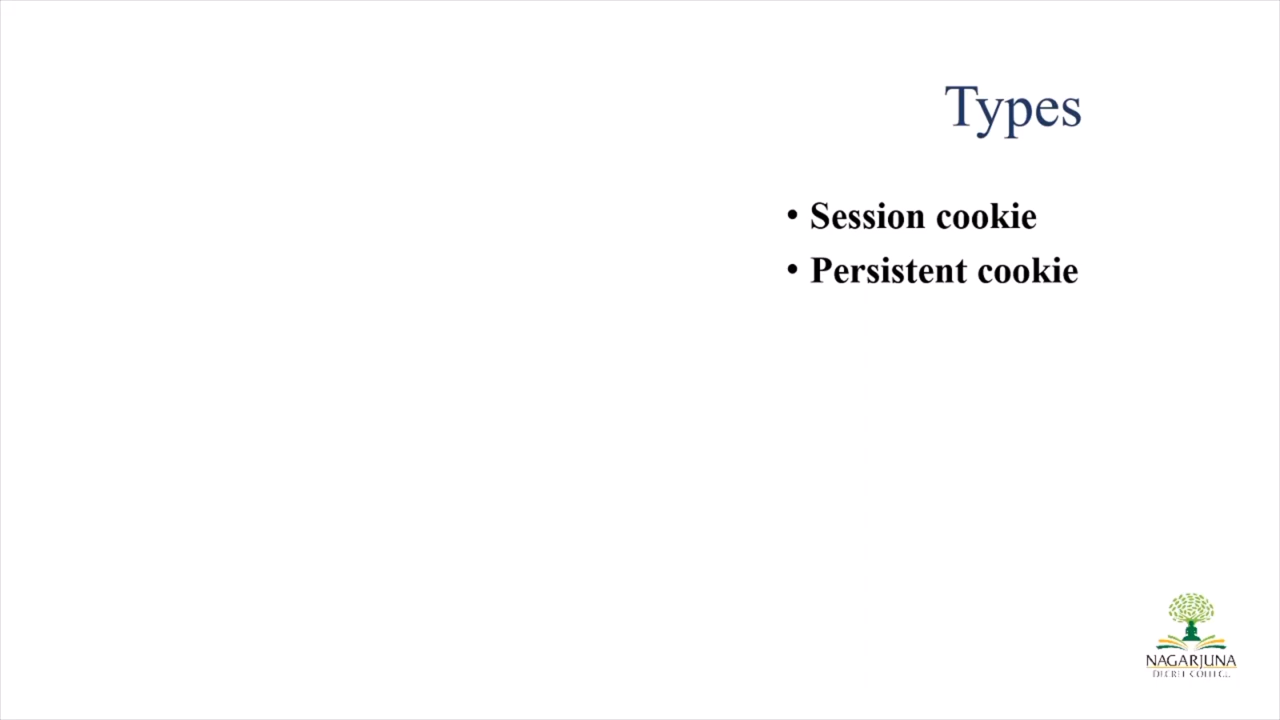 Types
• Session cookie
• Persistent cookie
NAGARJUNA